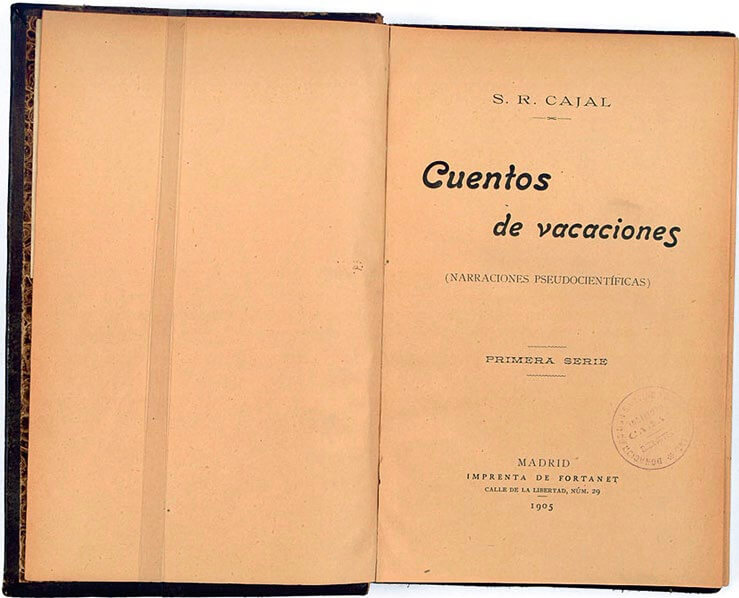 S. R. CAJAL
Cuentos
de vacaciones
(NARRACIONES PSEUDOCIENTÍFICAS)
PRIMERA SERIE
MADRID
IMPRENTA DE FORTANET
CALLE DE LA LIBERTAD, NÚM. 29
1905